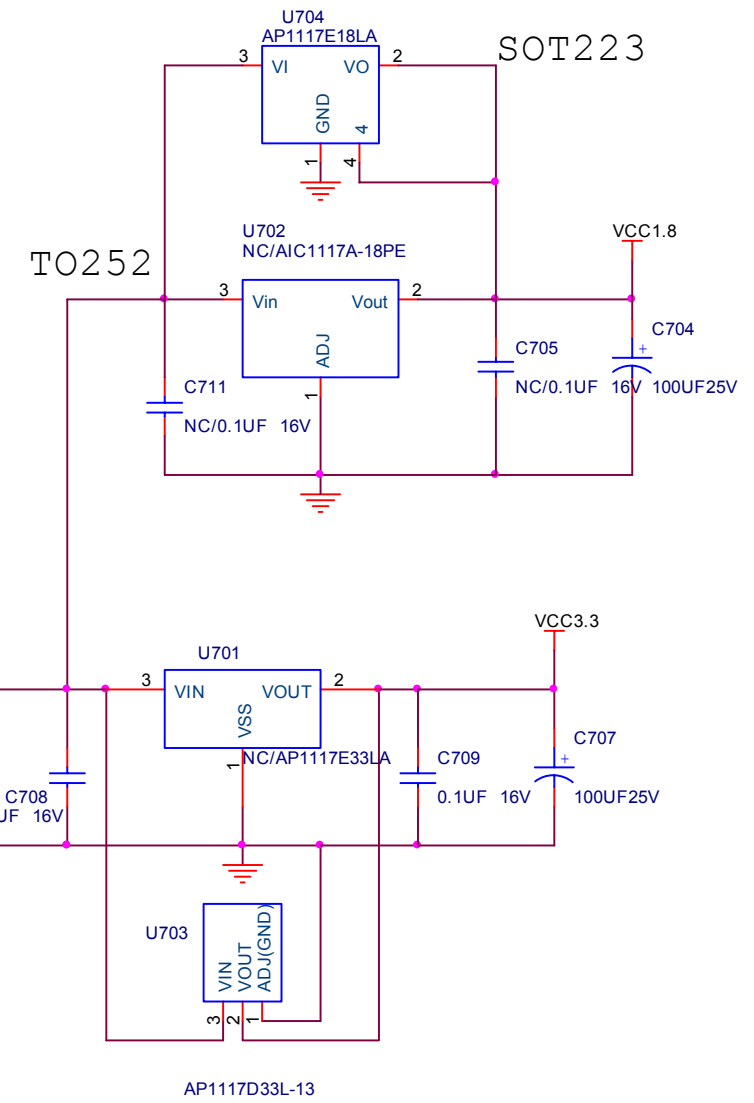 U704
AP1117E18LA
SOT223
3
VI
VO
2
GND
4
1
4
TO252
U702
NC/AIC1117A-18PE
VCC1.8
3
Vin
Vout
2
ADJ
1
C711
NC/0.1UF 16V
C705
NC/0.1UF 16V
C704
+
100UF25V
VCC3.3
U701
3
VIN
VOUT
2
VSS
1
NC/AP1117E33LA
C709
0.1UF 16V
C707
+
100UF25V
C708
UF 16V
U703
VIN
VOUT
ADJ(GND)
3
2
1
AP1117D33L-13